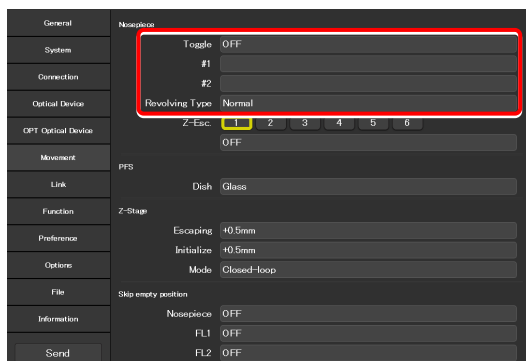 General
System
Connection
Optical Device
OPT Optical Device
Movement
Link
Function
Preference
Options
File
Information
Send
Nosepiece
Toggle OFF
#1
#2
Revolving Type Normal
Z-Esc. 1 2 3 4 5 6
OFF
PFS
Dish Glass
Z-Stage
Escaping +0.5mm
Initialize +0.5mm
Mode Closed-loop
Skip empty position
Nosepiece OFF
FL1 OFF
FL2 OFF